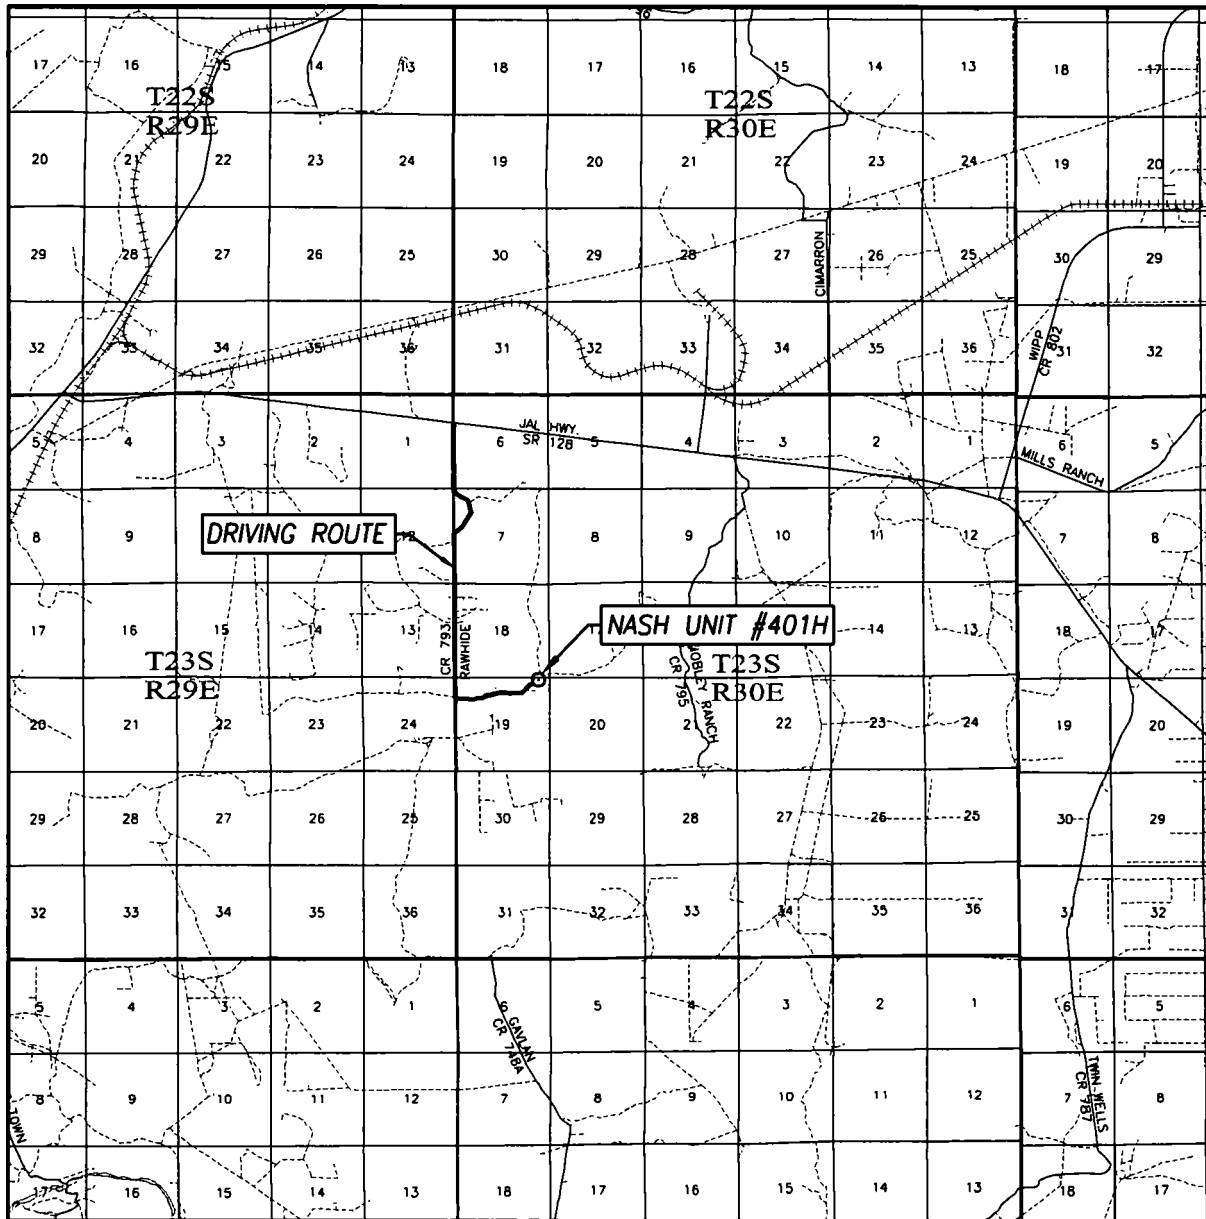 36
17 16 15 14 13 18 17 16 15 14 13 18 17
T22S T22S
R29E R30E
20 21 22 23 24 19 20 21 22 23 24 19 20
29 28 27 26 25 30 29 28 27 26 25 30 29
CIMARRON
32 33 34 35 36 31 32 33 34 35 36 31 32
WIPP
CR 802
JAL HWY.
SR 128
5 4 3 2 1 6 5 4 3 2 1 6 5
MILLS RANCH
8 9 12 7 8 9 10 11 12 7 8
DRIVING ROUTE
NASH UNIT #401H
17 16 15 14 13 18 14 13 18 17
CR 793
RAWHIDE
T23S T23S
R29E R30E
MOBLEY RANCH
CR 795
20 21 22 23 24 19 20 21 22 23 24 19 20
29 28 27 26 25 30 29 28 27 26 25 30 29
32 33 34 35 36 31 32 33 34 35 36 31 32
5 4 3 2 1 6 5 4 3 2 1 6 5
GAVLAN
CR 748A
8 9 10 11 12 7 8 9 10 11 12 7 8
TWIN WELLS
CR 787
TOWN
17 16 15 14 13 18 17 16 15 14 13 18 17